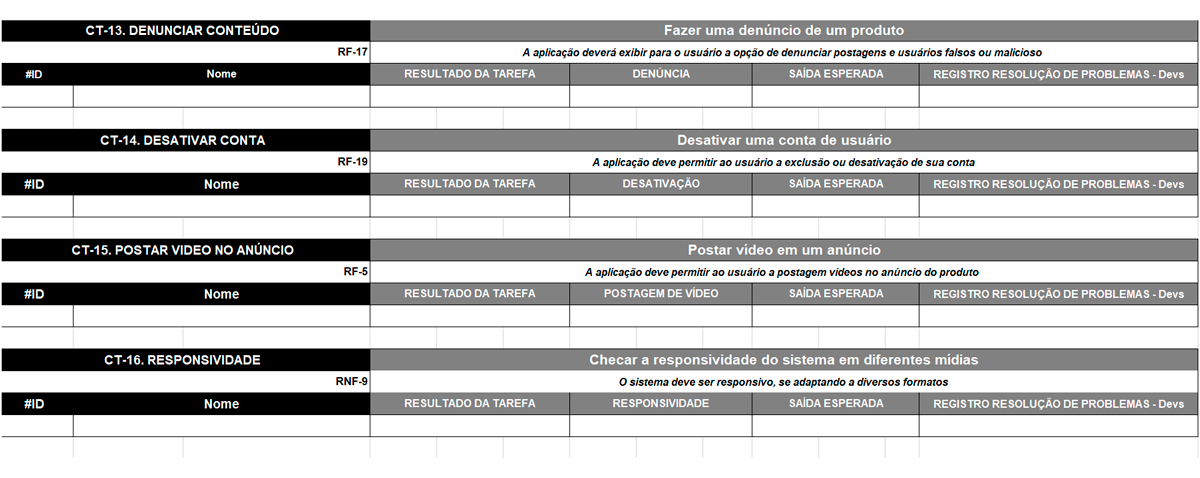 CT-13. DENUNCIAR CONTEÚDO Fazer uma denúncio de um produto
RF-17 A aplicação deverá exibir para o usuário a opção de denunciar postagens e usuários falsos ou malicioso
#ID Nome RESULTADO DA TAREFA DENÚNCIA SAÍDA ESPERADA REGISTRO RESOLUÇÃO DE PROBLEMAS - Devs
CT-14. DESATIVAR CONTA Desativar uma conta de usuário
RF-19 A aplicação deve permitir ao usuário a exclusão ou desativação de sua conta
#ID Nome RESULTADO DA TAREFA DESATIVAÇÃO SAÍDA ESPERADA REGISTRO RESOLUÇÃO DE PROBLEMAS - Devs
CT-15. POSTAR VIDEO NO ANÚNCIO Postar vídeo em um anúncio
RF-5 A aplicação deve permitir ao usuário a postagem vídeos no anúncio do produto
#ID Nome RESULTADO DA TAREFA POSTAGEM DE VÍDEO SAÍDA ESPERADA REGISTRO RESOLUÇÃO DE PROBLEMAS - Devs
CT-16. RESPONSIVIDADE Checar a responsividade do sistema em diferentes mídias
RNF-9 O sistema deve ser responsivo, se adaptando a diversos formatos
#ID Nome RESULTADO DA TAREFA RESPONSIVIDADE SAÍDA ESPERADA REGISTRO RESOLUÇÃO DE PROBLEMAS - Devs